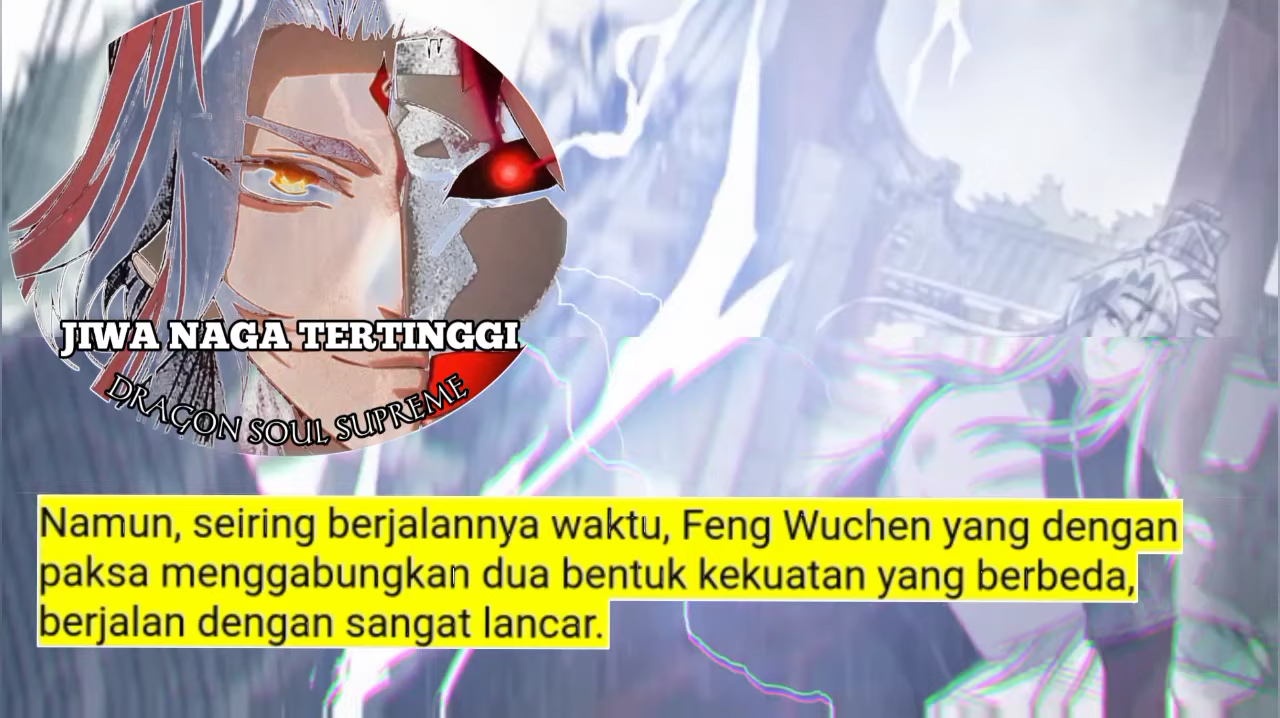 JIWA NAGA TERTINGGI
DRAGON SOUL SUPREME
Namun, seiring berjalannya waktu, Feng Wuchen yang dengan
paksa menggabungkan dua bentuk kekuatan yang berbeda,
berjalan dengan sangat lancar.